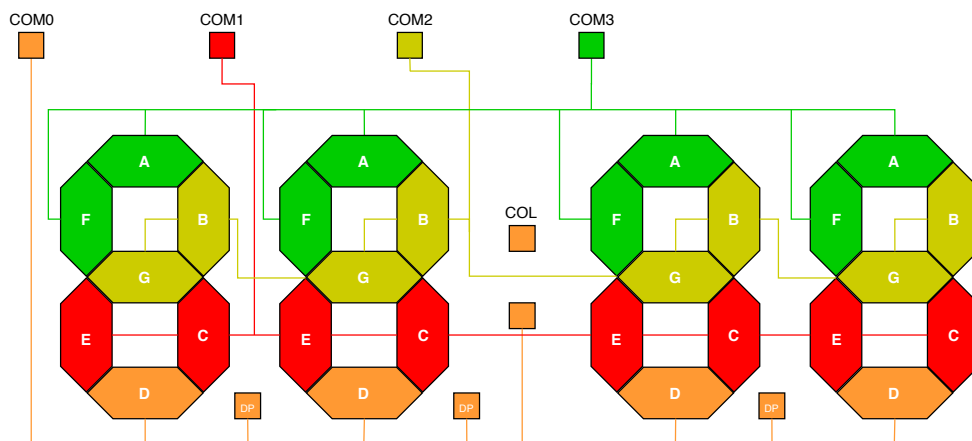 COM0 COM1 COM2 COM3
A A A A
F B F B F B F B
COL
G G G G
E C E C E C E C
D D D D
DP DP DP